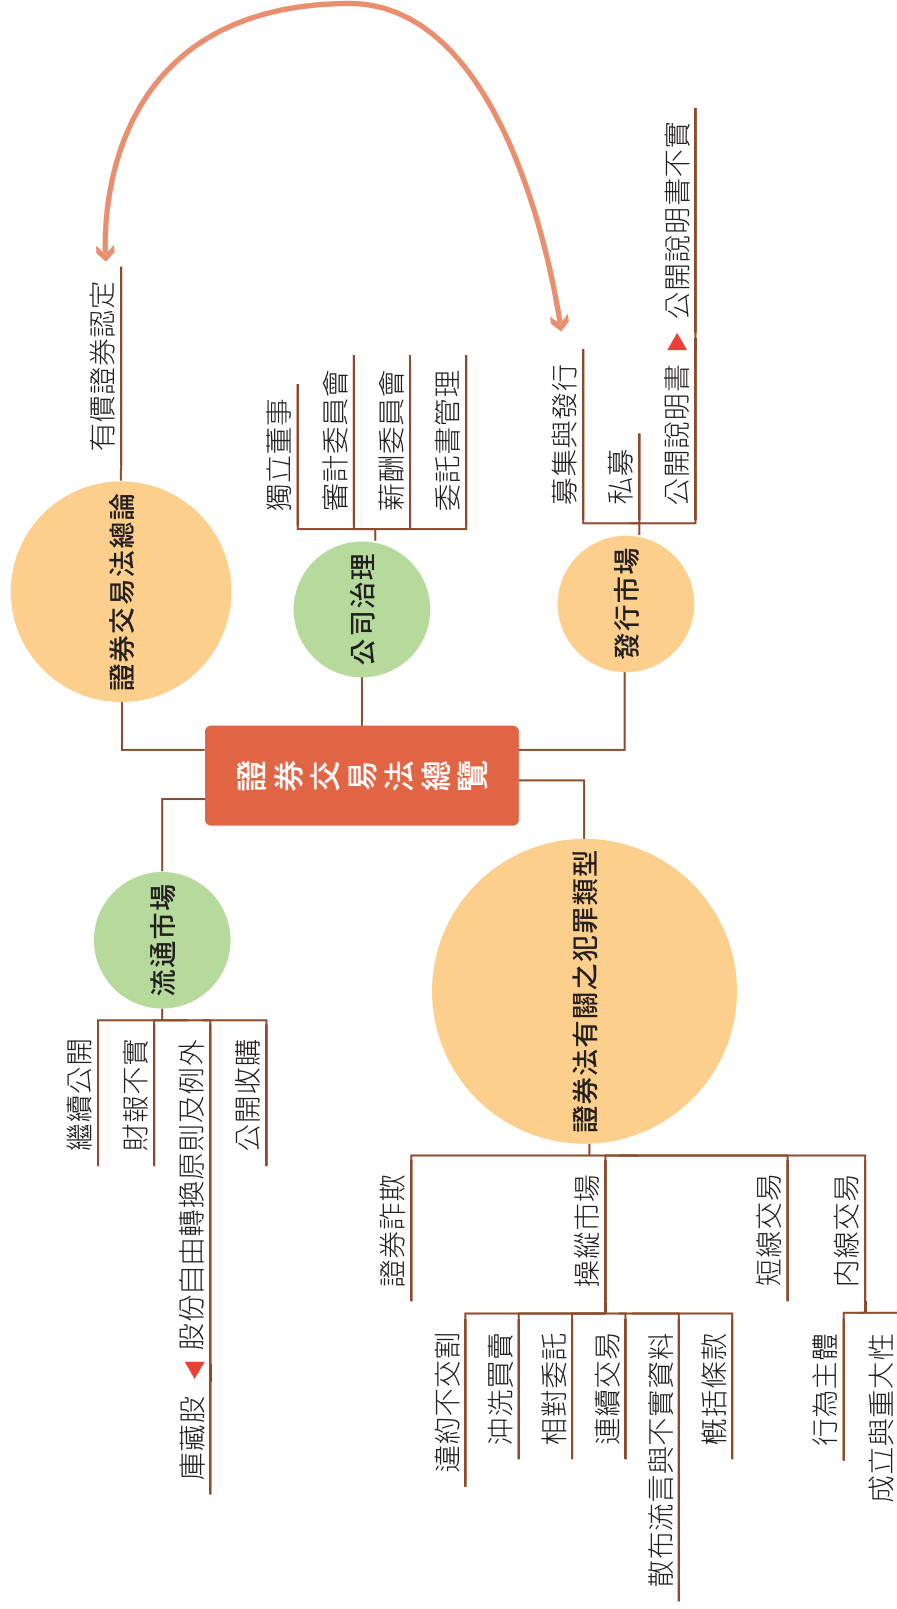 證券交易法總覽
證券交易法總論
有價證券認定
公司治理
獨立董事
審計委員會
薪酬委員會
委託書管理
發行市場
募集與發行
私募
公開說明書
公開說明書不實
流通市場
繼續公開
財報不實
股份自由轉換原則及例外
庫藏股
公開收購
證券法有關之犯罪類型
證券詐欺
操縱市場
違約不交割
沖洗買賣
相對委託
連續交易
散布流言與不實資料
概括條款
短線交易
內線交易
行為主體
成立與重大性